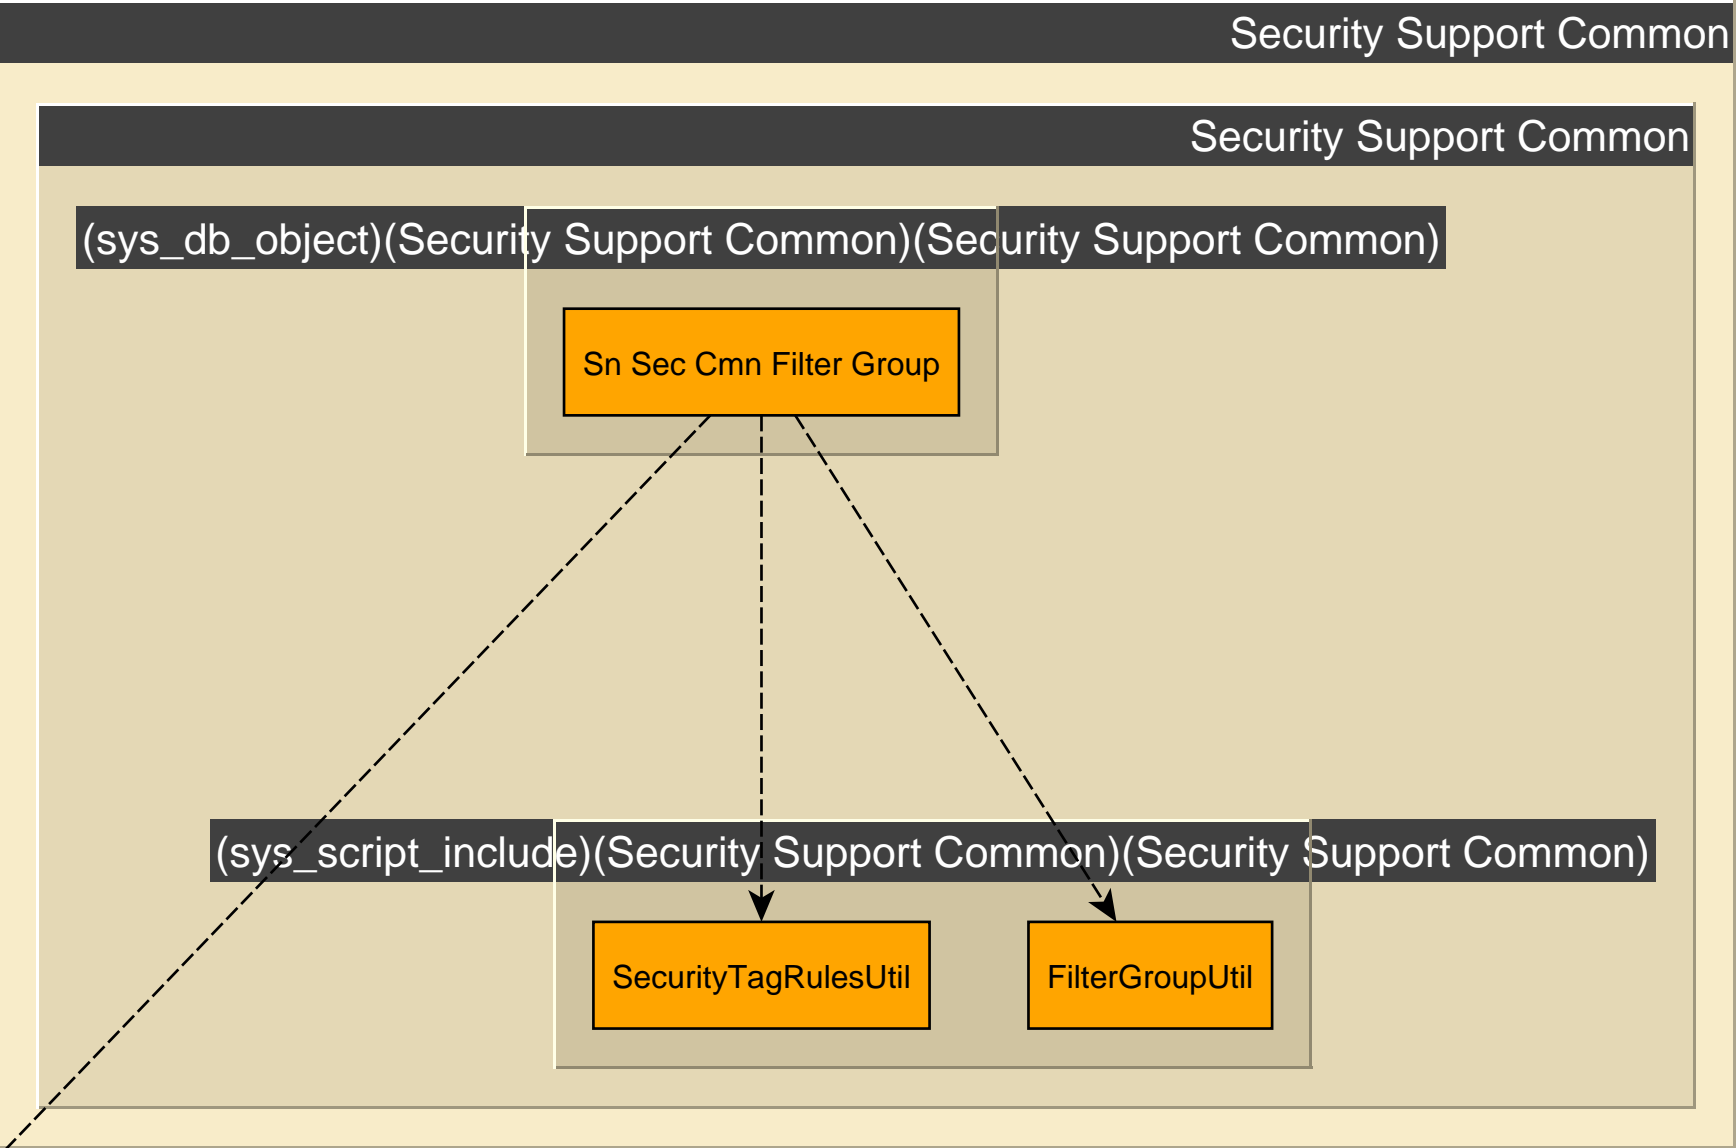 Security Support Common
Security Support Common
(sys_db_object)(Security Support Common)(Security Support Common)
Sn Sec Cmn Filter Group
(sys_script_include)(Security Support Common)(Security Support Common)
SecurityTagRulesUtil
FilterGroupUtil